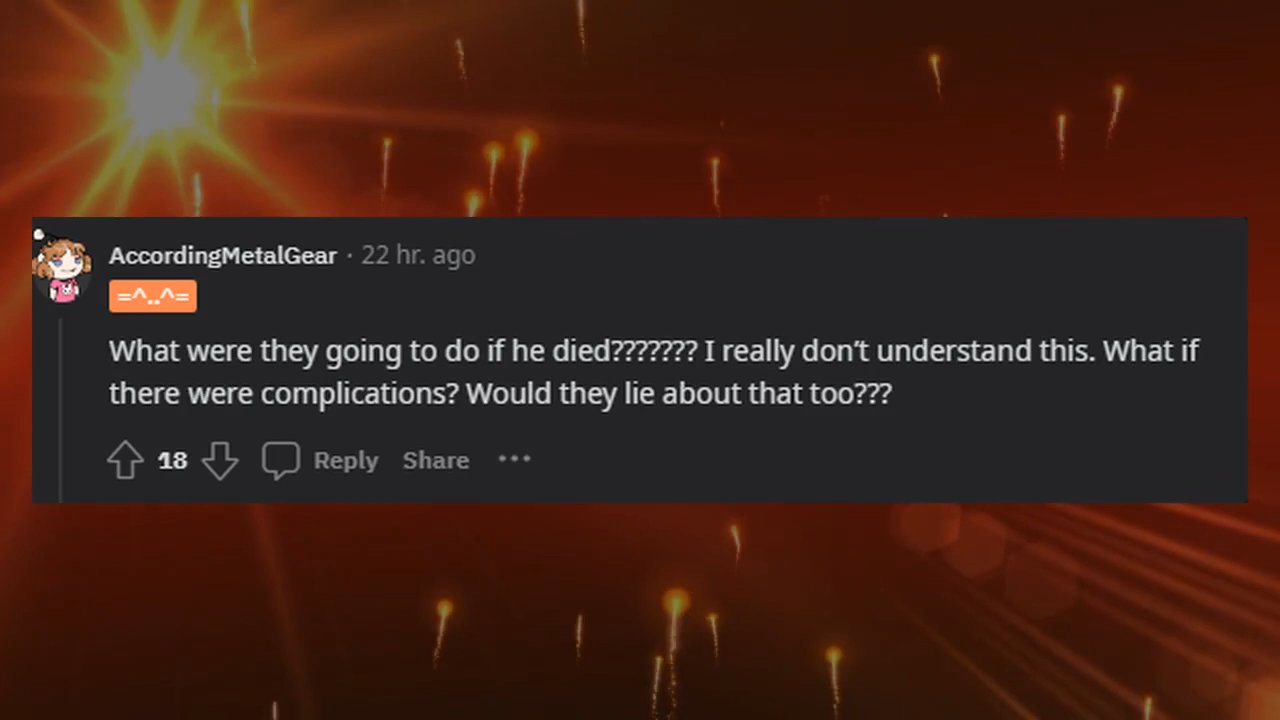 AccordingMetalGear · 22 hr. ago
=^..^=
What were they going to do if he died??????? I really don't understand this. What if
there were complications? Would they lie about that too???
18 Reply Share ···